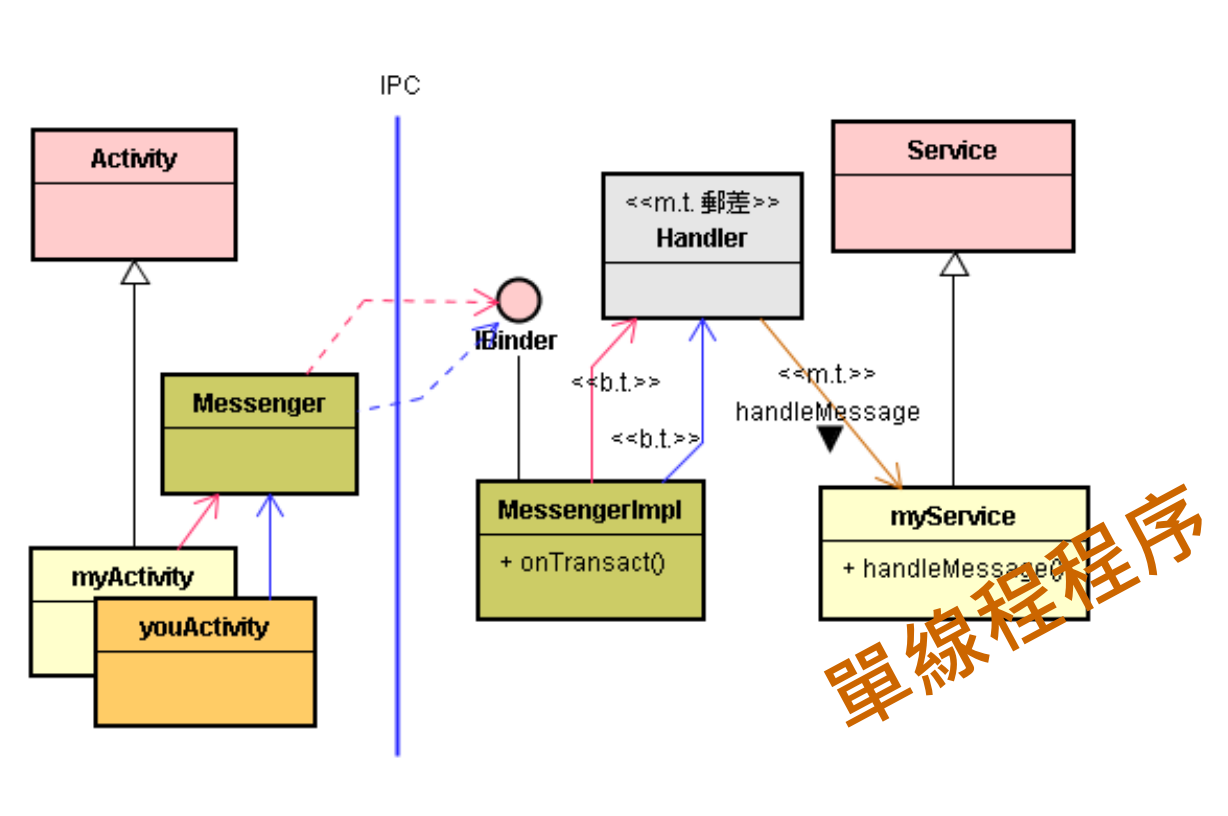 IPC
Activity
Service
<<m.t. 郵差>>
Handler
IBinder
<<b.t.>>
<<m.t.>>
Messenger
handleMessage
<<b.t.>>
MessengerImpl
+ onTransact()
myService
+ handleMessage()
myActivity
youActivity
單線程程序